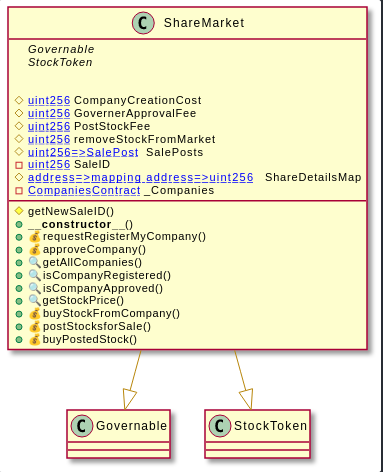 C ShareMarket
Governable
StockToken
uint256 CompanyCreationCost
uint256 GovernerApprovalFee
uint256 PostStockFee
uint256 removeStockFromMarket
uint256=>SalePost SalePosts
uint256 SaleID
address=>mapping address=>uint256 ShareDetailsMap
CompaniesContract _Companies
getNewSaleID()
__constructor__()
💰requestRegisterMyCompany()
💰approveCompany()
🔍getAllCompanies()
🔍isCompanyRegistered()
🔍isCompanyApproved()
🔍getStockPrice()
💰buyStockFromCompany()
💰postStocksforSale()
💰buyPostedStock()
C Governable
C StockToken